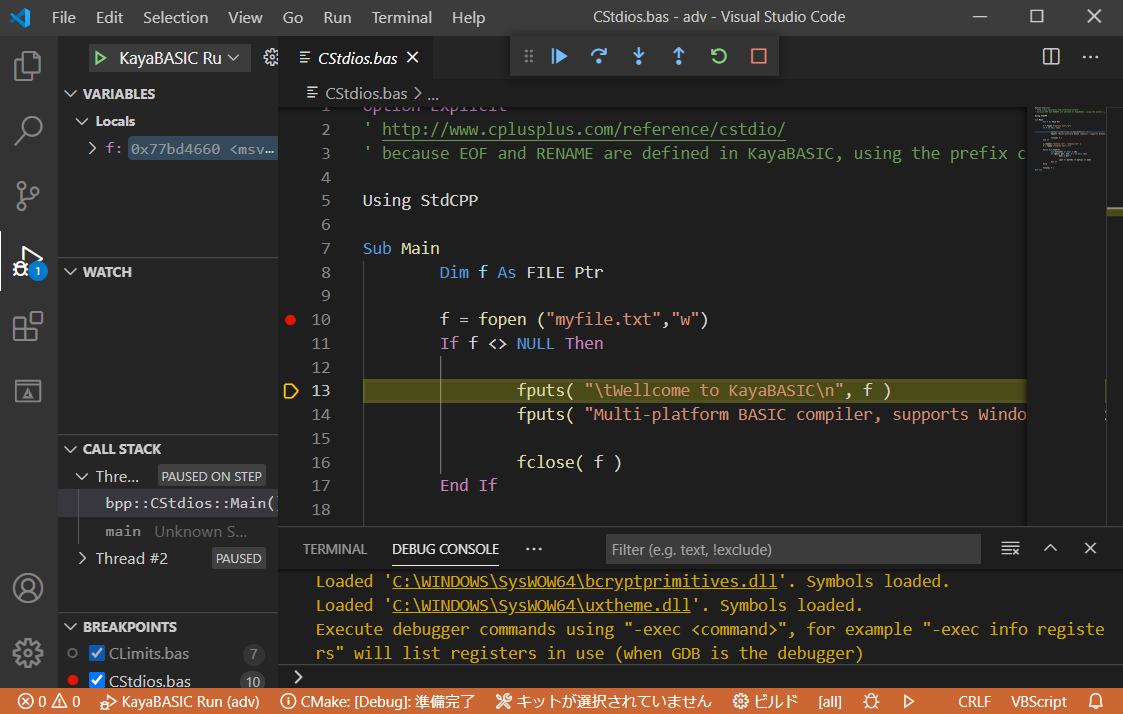 File Edit Selection View Go Run Terminal Help CStdios.bas - adv - Visual Studio Code
KayaBASIC Ru
CStdios.bas
VARIABLES
Locals
f: 0x77bd4660 <msv…
WATCH
CALL STACK
Thre... PAUSED ON STEP
bpp::CStdios::Main(
main Unknown S...
Thread #2 PAUSED
BREAKPOINTS
CLimits.bas 7
CStdios.bas 10
CStdios.bas > ...
1 Option Explicit
2 ' http://www.cplusplus.com/reference/cstdio/
3 ' because EOF and RENAME are defined in KayaBASIC, using the prefix c
4
5 Using StdCPP
6
7 Sub Main
8 Dim f As FILE Ptr
9
10 f = fopen ("myfile.txt","w")
11 If f <> NULL Then
12
13 fputs( "\tWellcome to KayaBASIC\n", f )
14 fputs( "Multi-platform BASIC compiler, supports Windo
15
16 fclose( f )
17 End If
18
TERMINAL DEBUG CONSOLE ... Filter (e.g. text, !exclude)
Loaded 'C:\WINDOWS\SysWOW64\bcryptprimitives.dll'. Symbols loaded.
Loaded 'C:\WINDOWS\SysWOW64\uxtheme.dll'. Symbols loaded.
Execute debugger commands using "-exec <command>", for example "-exec info registe
rs" will list registers in use (when GDB is the debugger)
>
0 0 KayaBASIC Run (adv) CMake: [Debug]: 準備完了 キットが選択されていません ビルド [all] CRLF VBScript